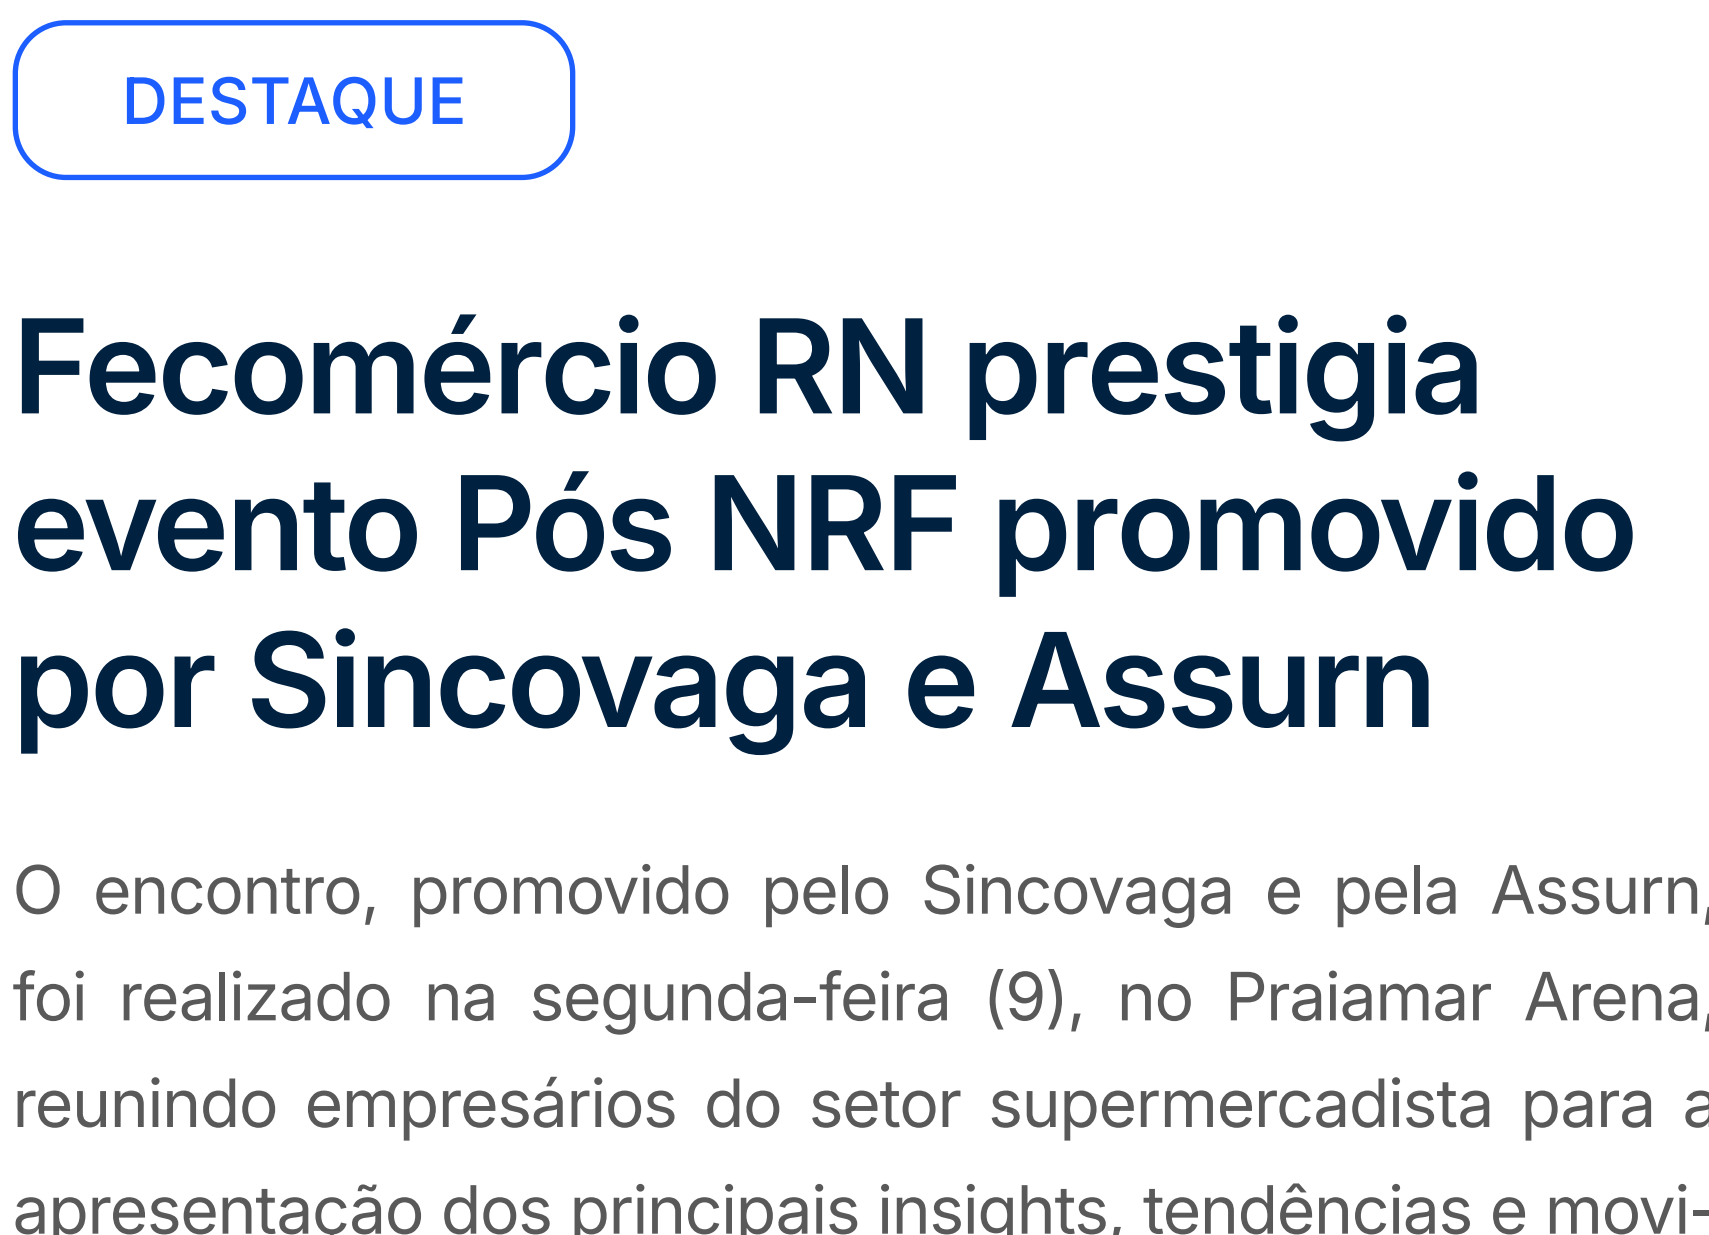 DESTAQUE
Fecomércio RN prestigia
evento Pós NRF promovido
por Sincovaga e Assurn
O encontro, promovido pelo Sincovaga e pela Assurn,
foi realizado na segunda-feira (9), no Praiamar Arena,
reunindo empresários do setor supermercadista para a
apresentação dos principais insights, tendências e movi-